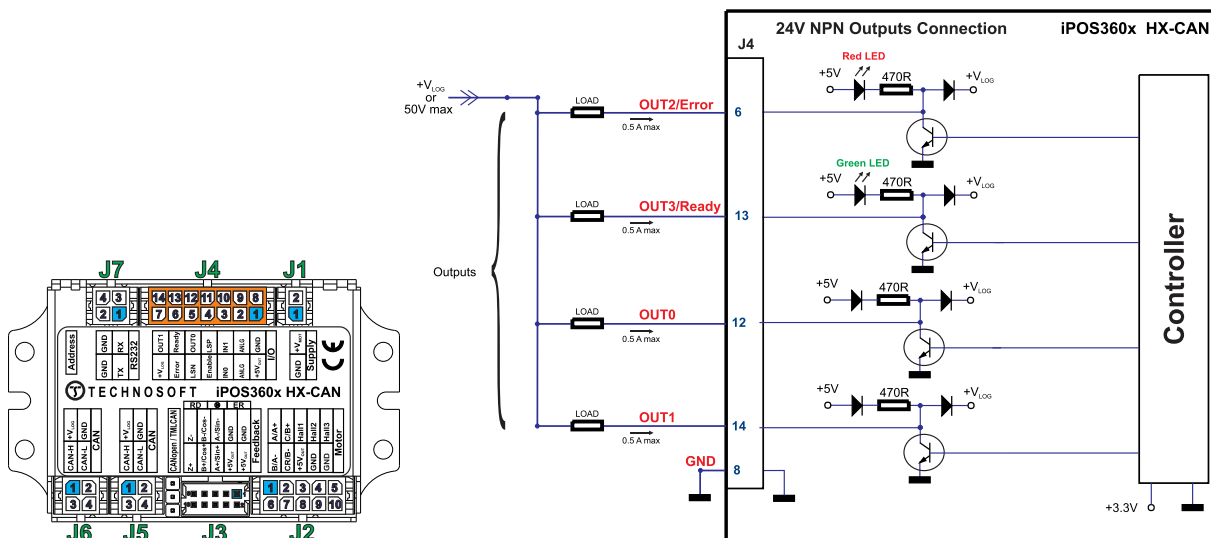 24V NPN Outputs Connection
iPOS360x HX-CAN
J4
+VLOG
or
50V max
LOAD
OUT2/Error
0.5 A max
6
+5V
Red LED
470R
+VLOG
LOAD
OUT3/Ready
0.5 A max
13
+5V
Green LED
470R
+VLOG
Outputs
LOAD
OUT0
0.5 A max
12
+5V
470R
+VLOG
LOAD
OUT1
0.5 A max
14
+5V
470R
+VLOG
GND
8
Controller
+3.3V
J7
J4
J1
4 3
2 1
14 13 12 11 10 9 8
7 6 5 4 3 2 1
2
1
Address
GND RX
GND TX
RS232
OUT1 Ready OUT0 LSP IN1 ANLG GND
+VLOG Error LSN Enable IN0 ANLG +5VOUT
I/O
+VMOT
GND
Supply
CE
TECHNOSOFT
iPOS360x HX-CAN
+VLOG GND
CAN-H CAN-L
CAN
+VLOG GND
CAN-H CAN-L
CAN
CANopen / TMLCAN
RD ER
Z- B-/Cos- A-/Sin- GND GND
Z+ B+/Cos+ A+/Sin+ +5VOUT +5VOUT
Feedback
A/A+ C/B+ Hall1 Hall2 Hall3
B/A- CR/B- +5VOUT GND GND
Motor
1 2
3 4
1 2
3 4
1 2 3 4 5
6 7 8 9 10
J6
J5
J3
J2